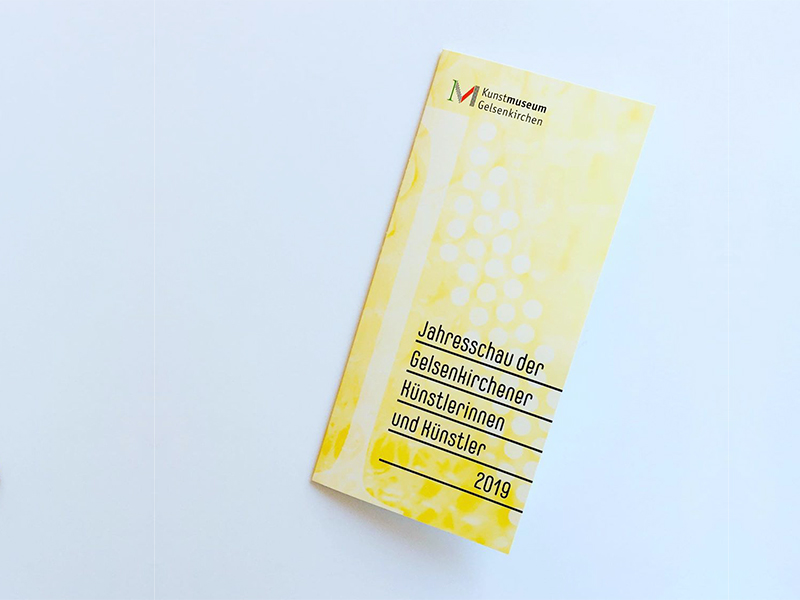 M Kunstmuseum
Gelsenkirchen
Jahresschau der
Gelsenkirchener
Künstlerinnen
und Künstler
2019